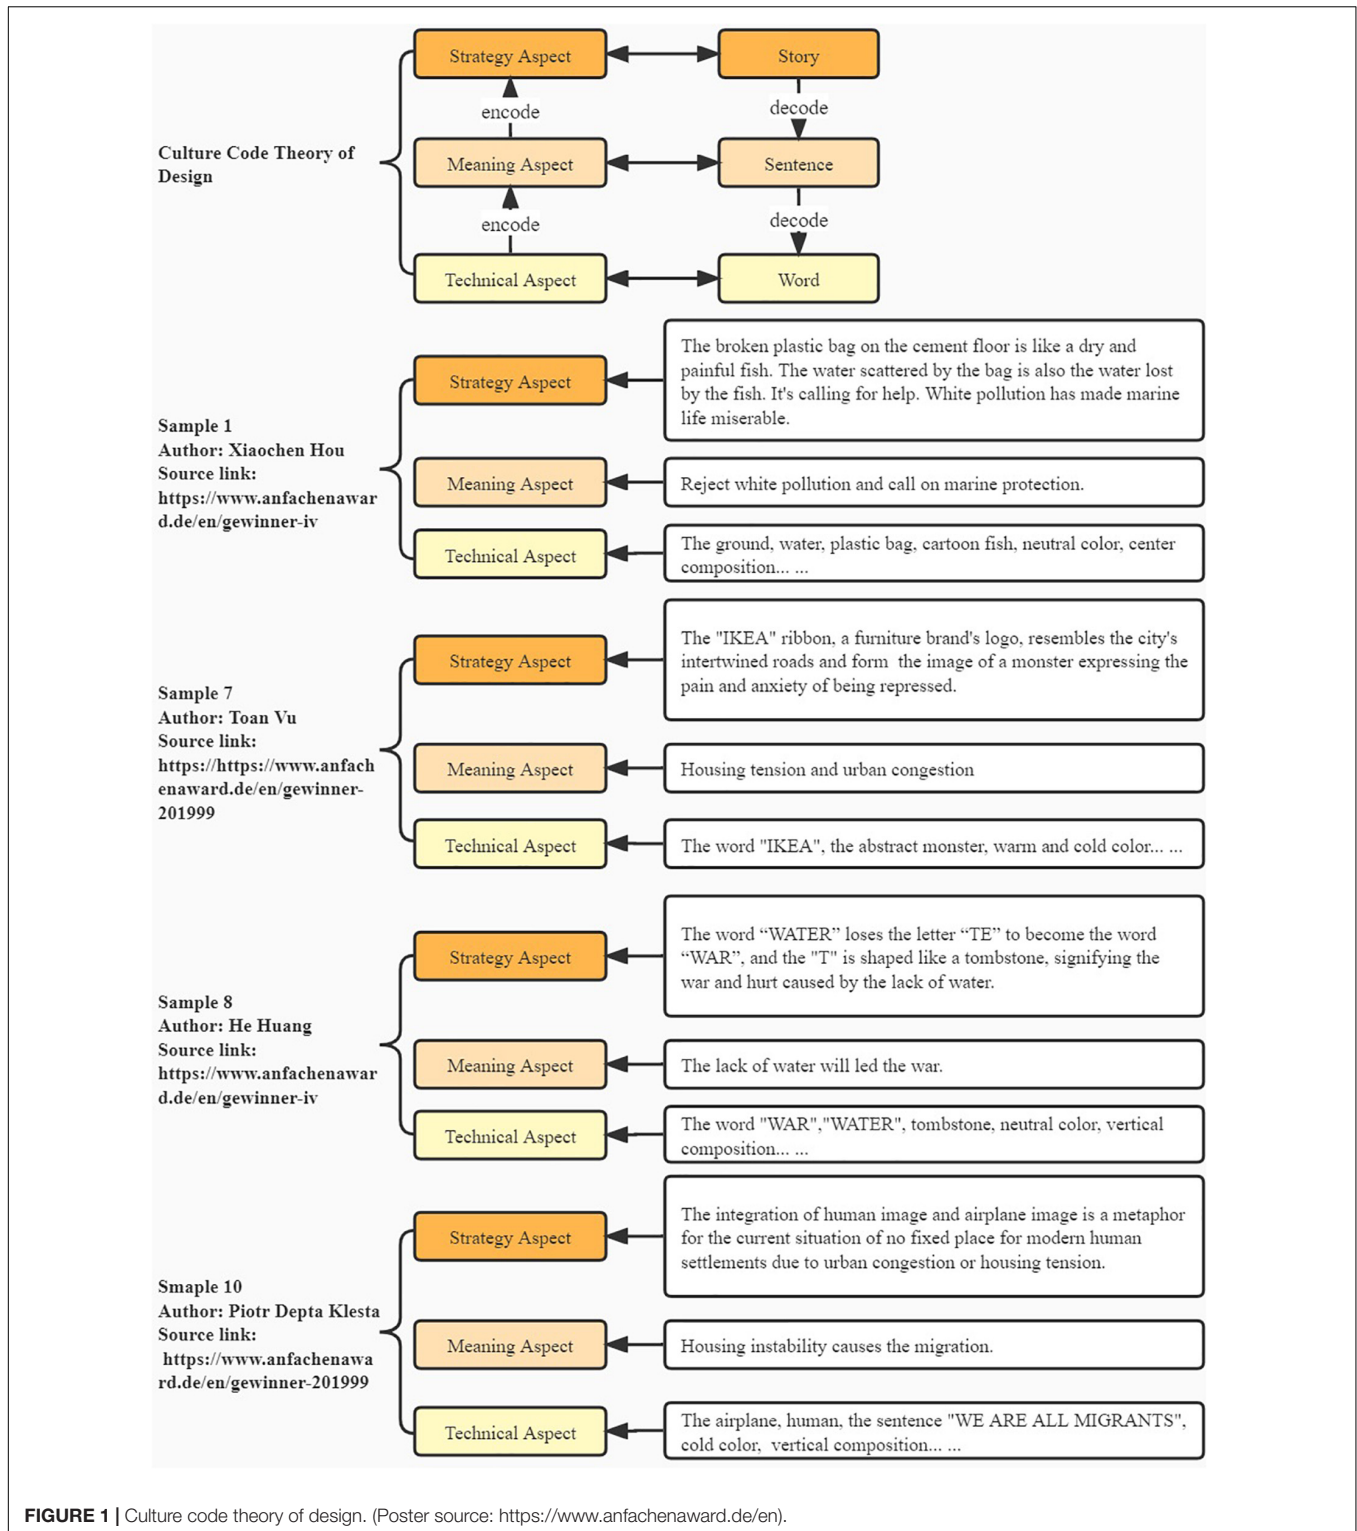 Strategy Aspect
Story
encode
decode
Culture Code Theory of
Design
Meaning Aspect
Sentence
encode
decode
Technical Aspect
Word
Sample 1
Author: Xiaochen Hou
Source link:
https://www.anfachenawar
d.de/en/gewinner-iv
Strategy Aspect
The broken plastic bag on the cement floor is like a dry and
painful fish. The water scattered by the bag is also the water lost
by the fish. It's calling for help. White pollution has made marine
life miserable.
Meaning Aspect
Reject white pollution and call on marine protection.
Technical Aspect
The ground, water, plastic bag, cartoon fish, neutral color, center
composition... ...
Sample 7
Author: Toan Vu
Source link:
https://https://www.anfach
enaward.de/en/gewinner-
201999
Strategy Aspect
The "IKEA" ribbon, a furniture brand's logo, resembles the city's
intertwined roads and form  the image of a monster expressing the
pain and anxiety of being repressed.
Meaning Aspect
Housing tension and urban congestion
Technical Aspect
The word "IKEA", the abstract monster, warm and cold color... ...
Sample 8
Author: He Huang
Source link:
https://www.anfachenawar
d.de/en/gewinner-iv
Strategy Aspect
The word “WATER” loses the letter “TE” to become the word
“WAR”, and the "T" is shaped like a tombstone, signifying the
war and hurt caused by the lack of water.
Meaning Aspect
The lack of water will led the war.
Technical Aspect
The word "WAR","WATER", tombstone, neutral color, vertical
composition... ...
Smaple 10
Author: Piotr Depta Klesta
Source link:
https://www.anfachenawa
rd.de/en/gewinner-201999
Strategy Aspect
The integration of human image and airplane image is a metaphor
for the current situation of no fixed place for modern human
settlements due to urban congestion or housing tension.
Meaning Aspect
Housing instability causes the migration.
Technical Aspect
The airplane, human, the sentence "WE ARE ALL MIGRANTS",
cold color,  vertical composition... ...
FIGURE 1 | Culture code theory of design. (Poster source: https://www.anfachenaward.de/en).